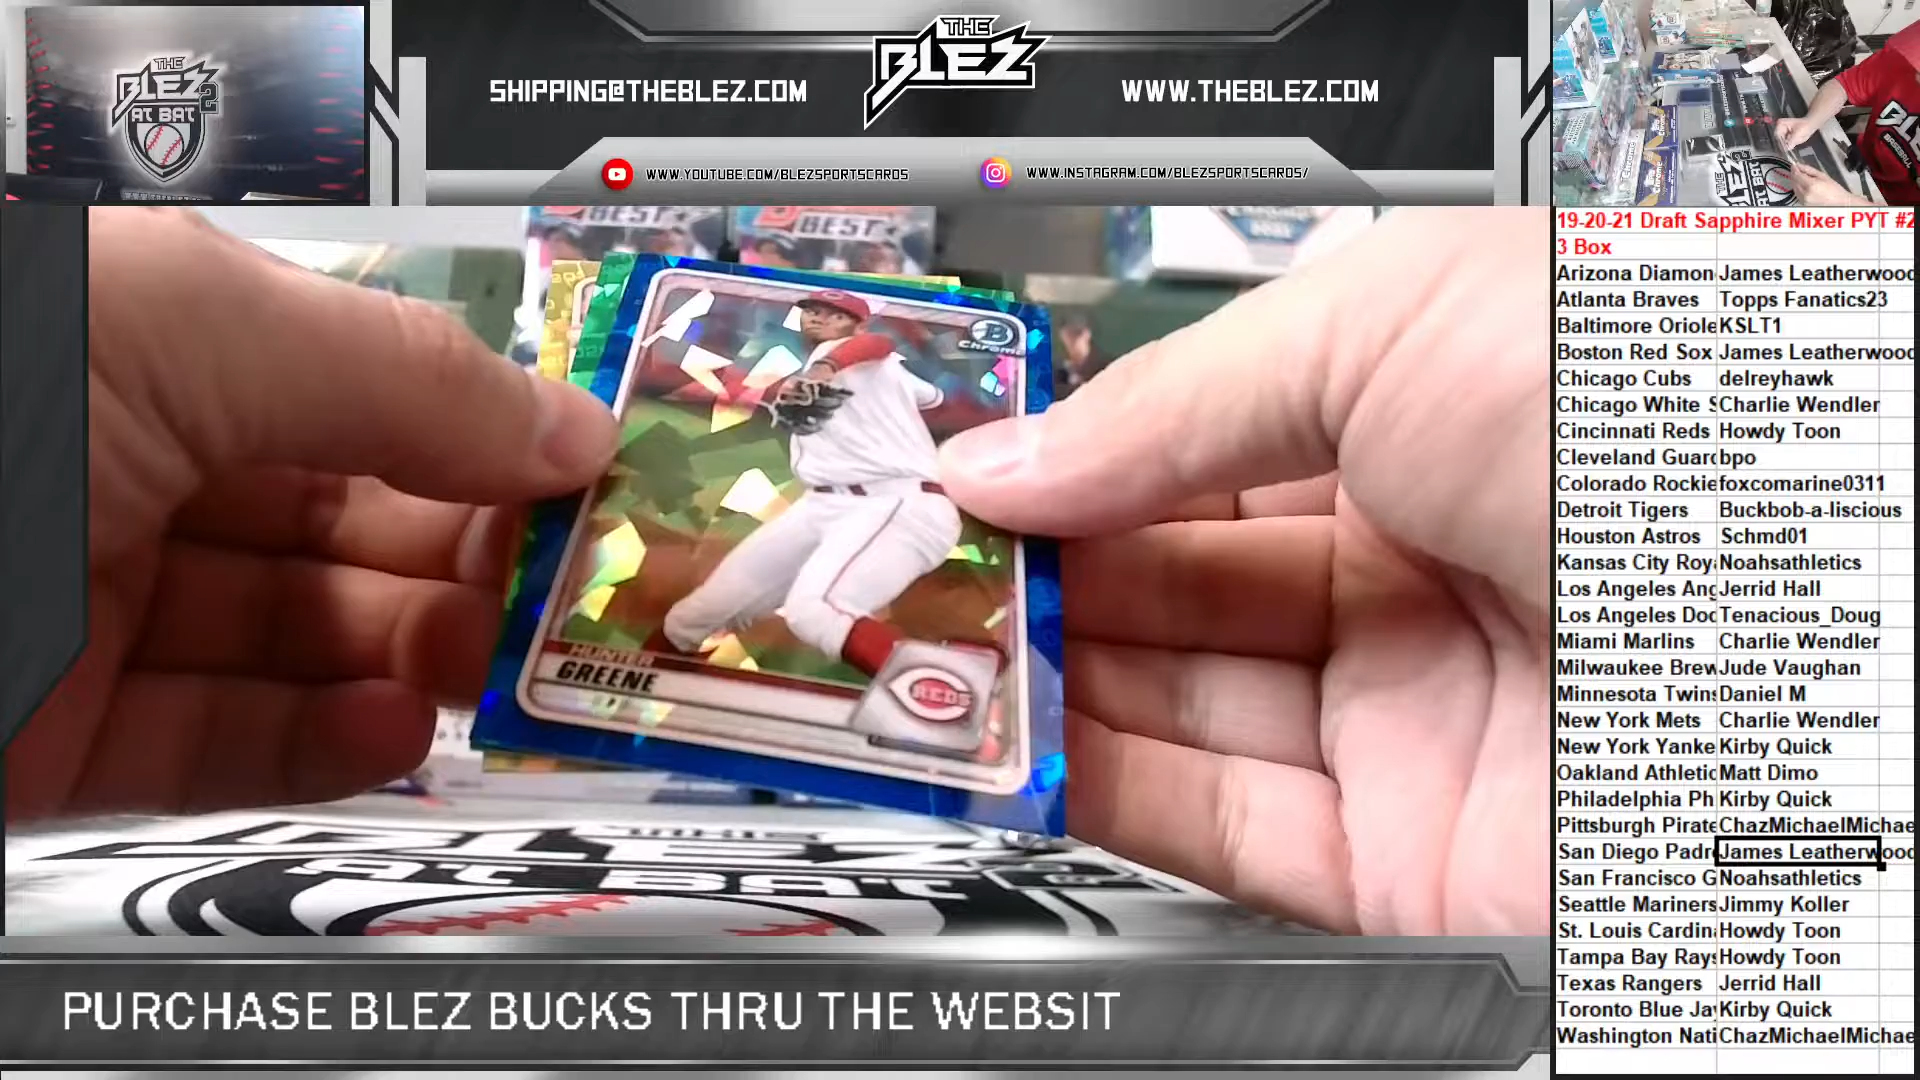 THE
BLEZ 2
AT BAT
THE
BLEZ
SHIPPING@THEBLEZ.COM
WWW.THEBLEZ.COM
WWW.YOUTUBE.COM/BLEZSPORTSCARDS
WWW.INSTAGRAM.COM/BLEZSPORTSCARDS/
BEST
BEST
B
Chrome
HUNTER
GREENE
REDS
BLEZ
AT BAT
PURCHASE BLEZ BUCKS THRU THE WEBSIT
19-20-21 Draft Sapphire Mixer PYT #2
3 Box
Arizona Diamon James Leatherwood
Atlanta Braves Topps Fanatics23
Baltimore Oriole KSLT1
Boston Red Sox James Leatherwood
Chicago Cubs delreyhawk
Chicago White S Charlie Wendler
Cincinnati Reds Howdy Toon
Cleveland Guard bpo
Colorado Rockie foxcomarine0311
Detroit Tigers Buckbob-a-liscious
Houston Astros Schmd01
Kansas City Roya Noahsathletics
Los Angeles Ang Jerrid Hall
Los Angeles Dod Tenacious_Doug
Miami Marlins Charlie Wendler
Milwaukee Brew Jude Vaughan
Minnesota Twins Daniel M
New York Mets Charlie Wendler
New York Yanke Kirby Quick
Oakland Athletic Matt Dimo
Philadelphia Ph Kirby Quick
Pittsburgh Pirate ChazMichaelMichae
San Diego Padr James Leatherwood
San Francisco G Noahsathletics
Seattle Mariners Jimmy Koller
St. Louis Cardina Howdy Toon
Tampa Bay Rays Howdy Toon
Texas Rangers Jerrid Hall
Toronto Blue Jay Kirby Quick
Washington Nati ChazMichaelMichae